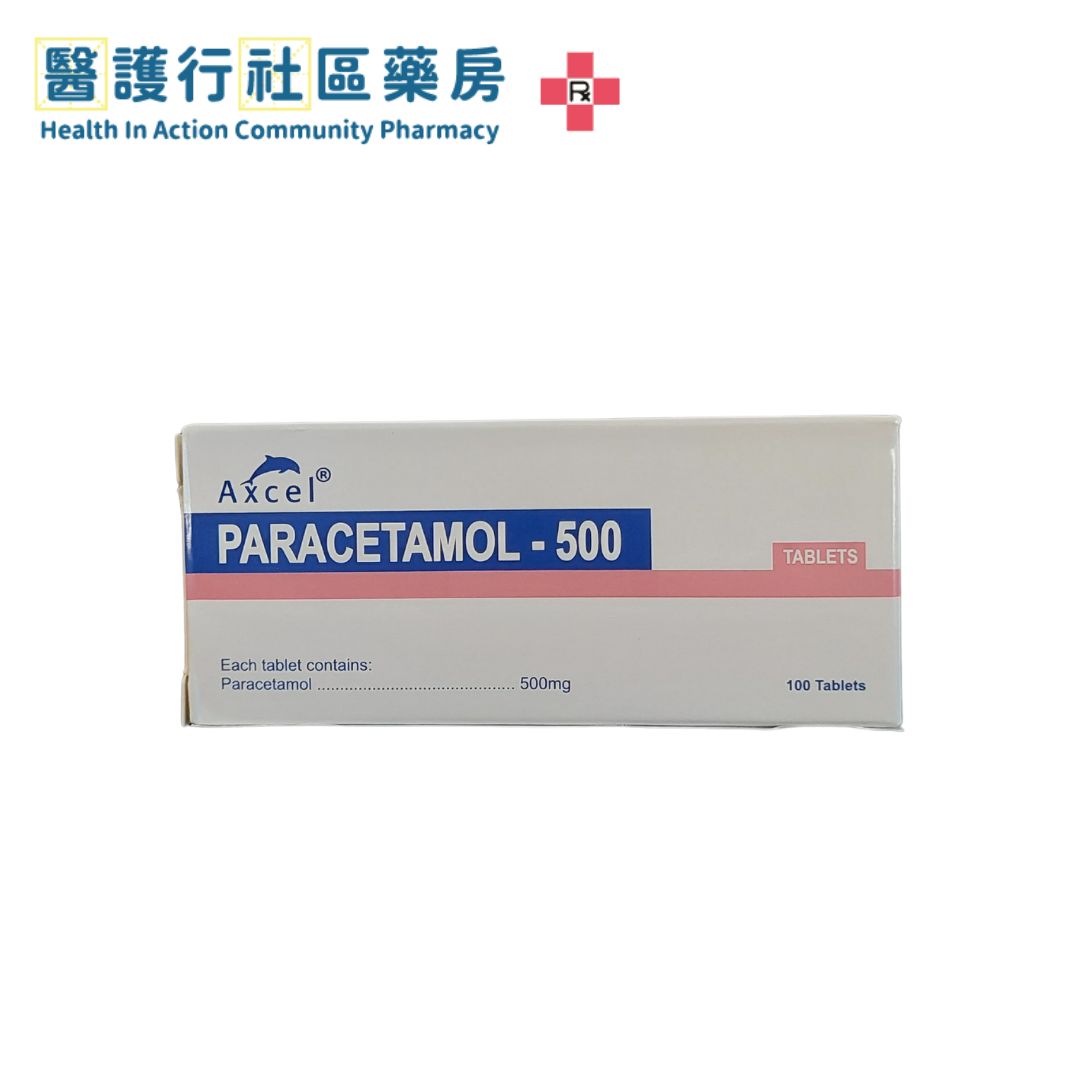 醫護行社區藥房
Rx
Health In Action Community Pharmacy
Axcel®
PARACETAMOL - 500
TABLETS
Each tablet contains:
Paracetamol ............................................ 500mg
100 Tablets